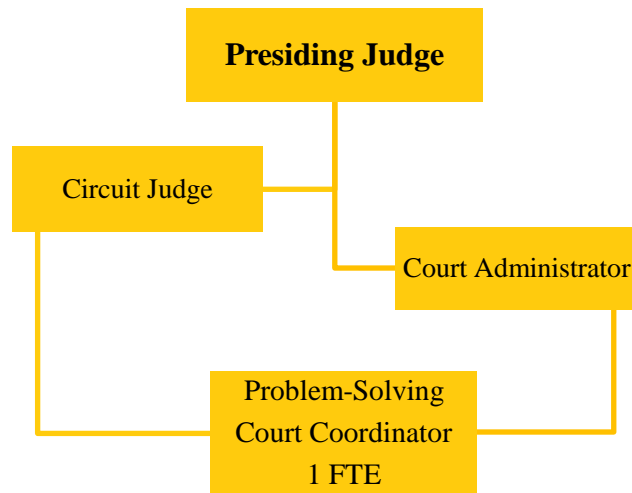 Presiding Judge
Circuit Judge
Court Administrator
Problem-Solving
Court Coordinator
1 FTE